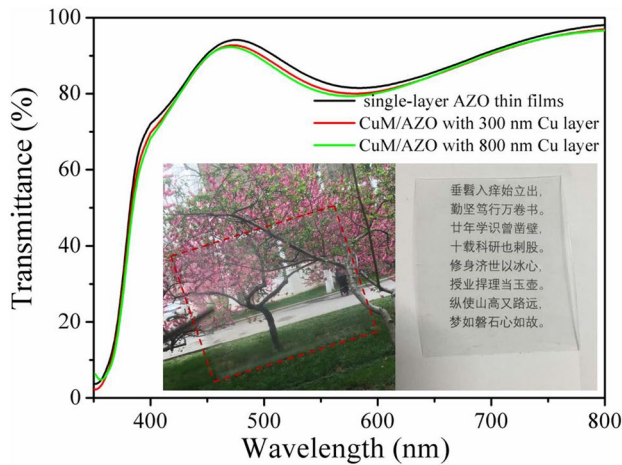 Transmittance (%)
100
80
60
40
20
0
single-layer AZO thin films
CuM/AZO with 300 nm Cu layer
CuM/AZO with 800 nm Cu layer
垂髫入痒始立出,
勤坚笃行万卷书。
廿年学识曾凿壁,
十载科研也刺股。
修身济世以冰心,
授业捍理当玉壶。
纵使山高又路远,
梦如磐石心如故。
400
500
600
700
800
Wavelength (nm)